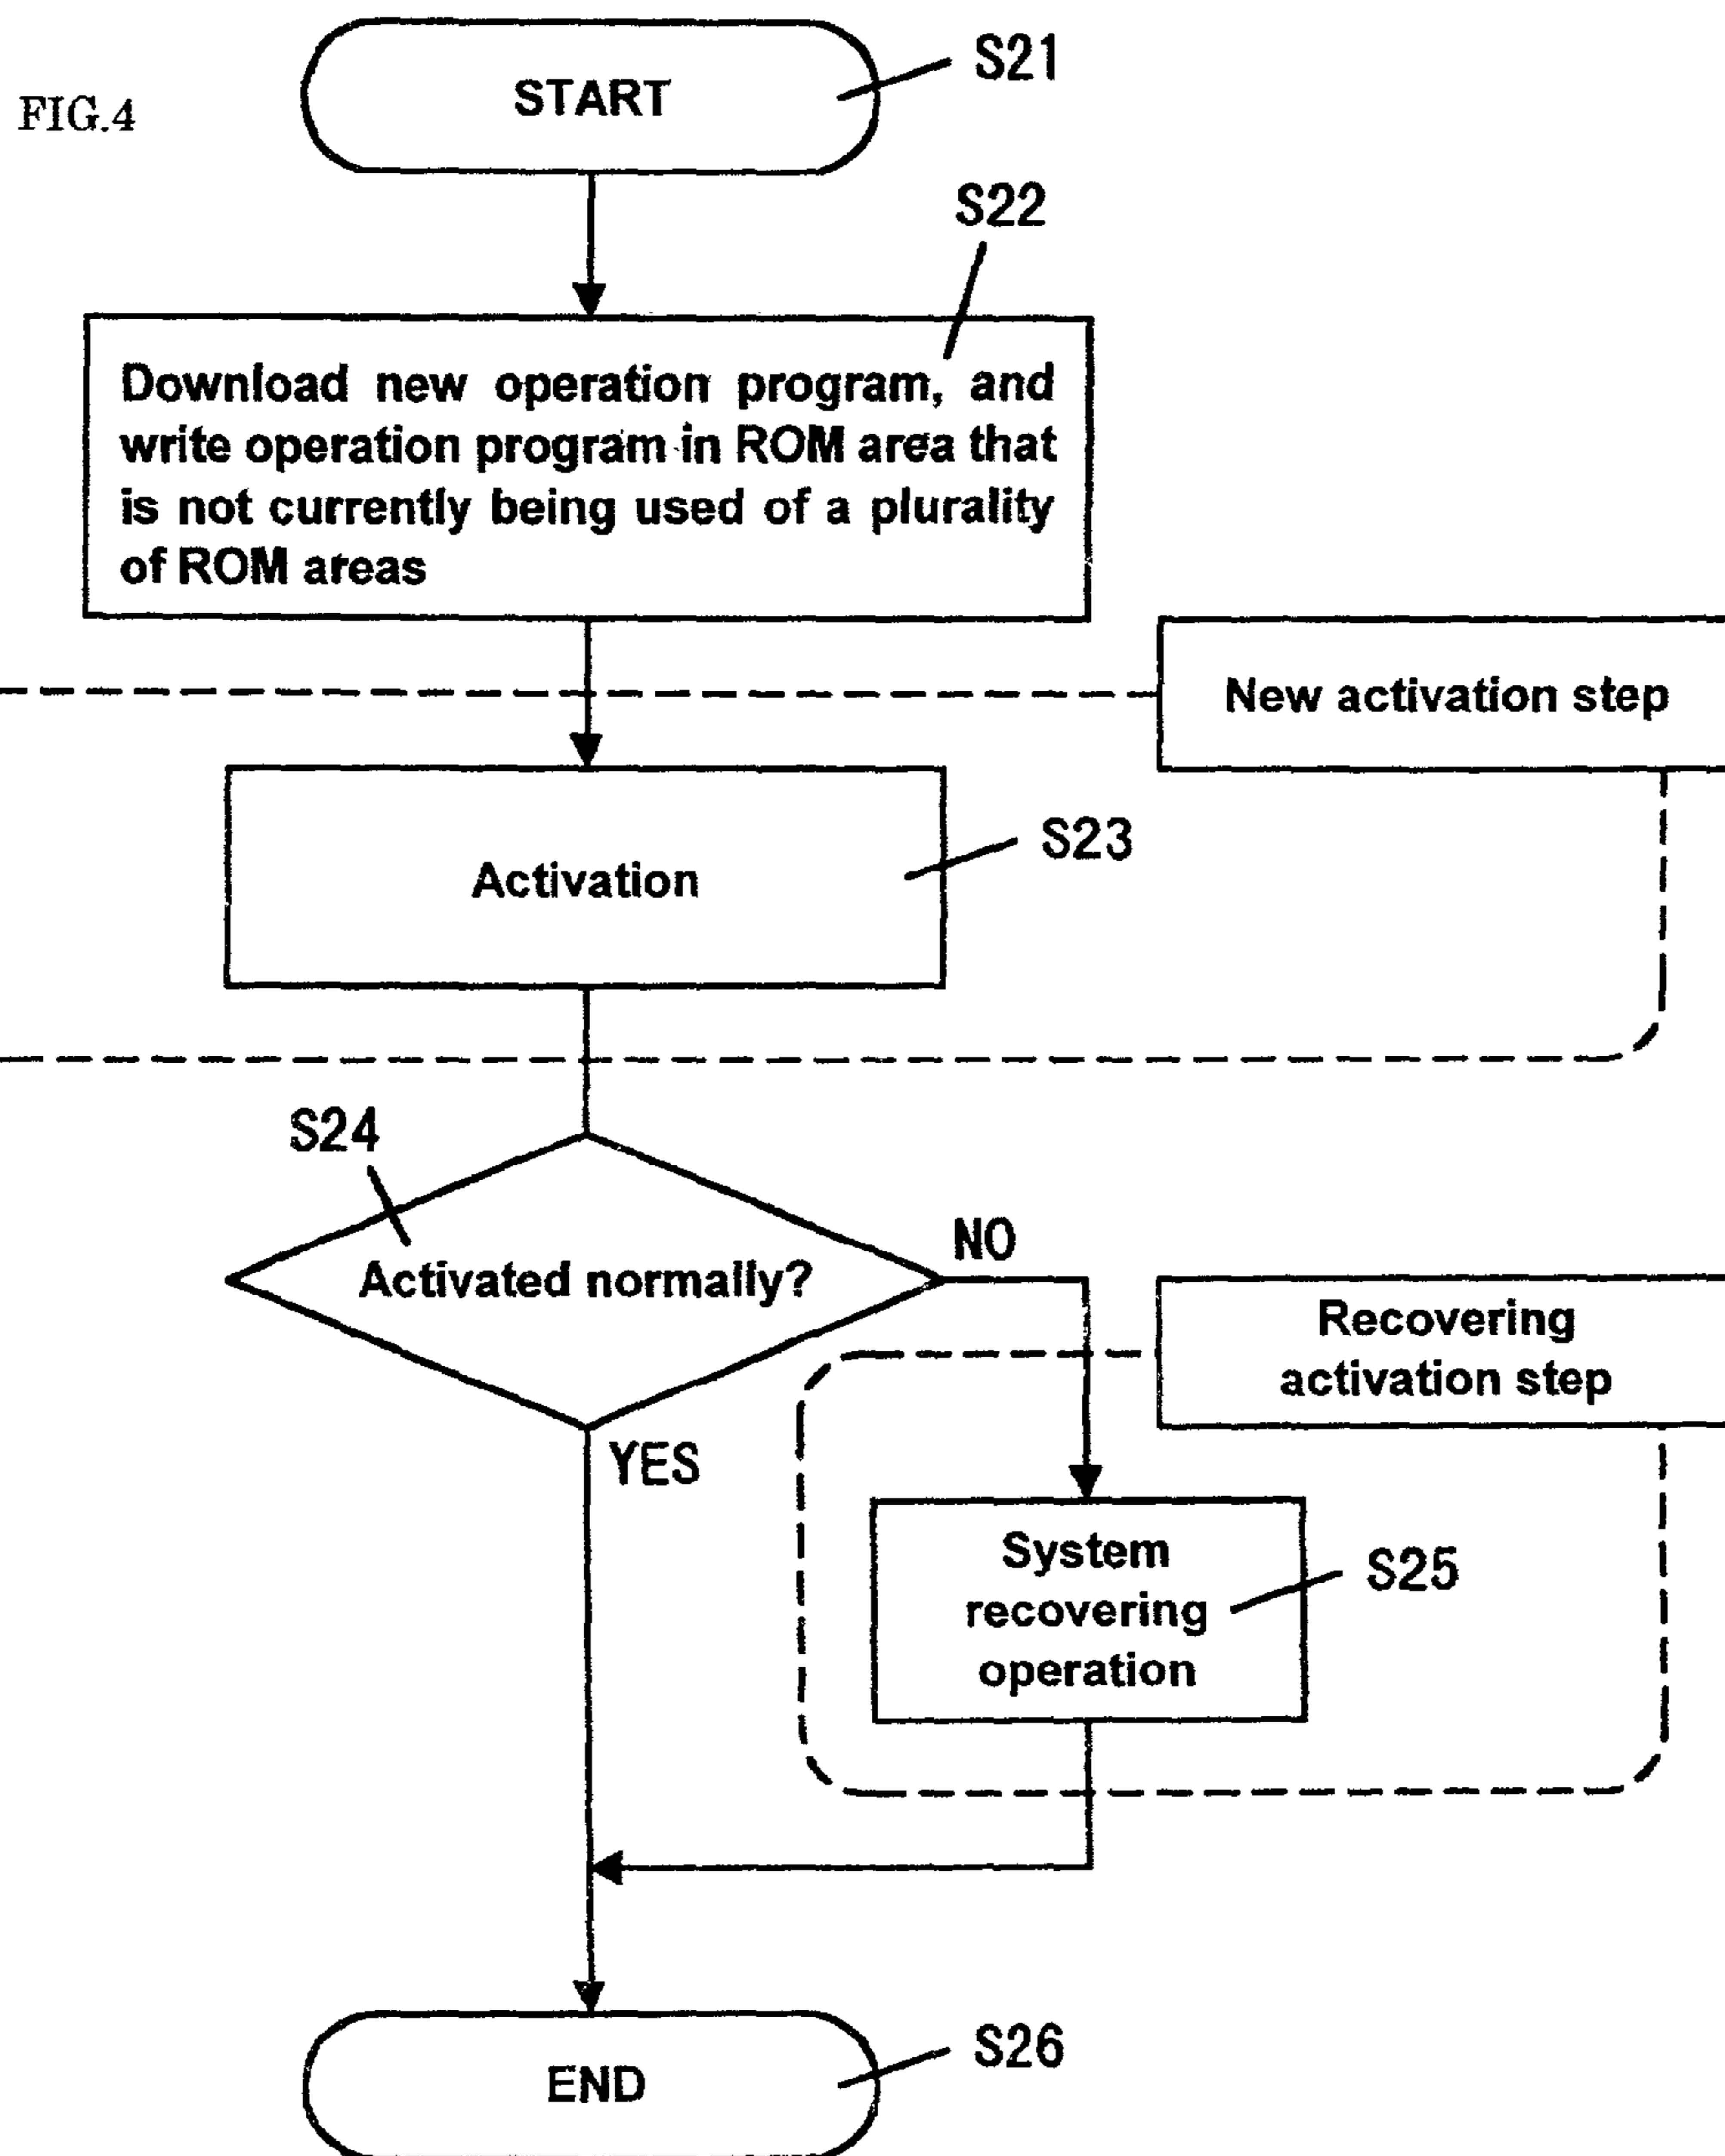 FIG.4
START
S21
S22
Download new operation program, and
write operation program in ROM area that
is not currently being used of a plurality
of ROM areas
New activation step
Activation
S23
S24
Activated normally?
NO
YES
Recovering
activation step
System
recovering
operation
S25
END
S26